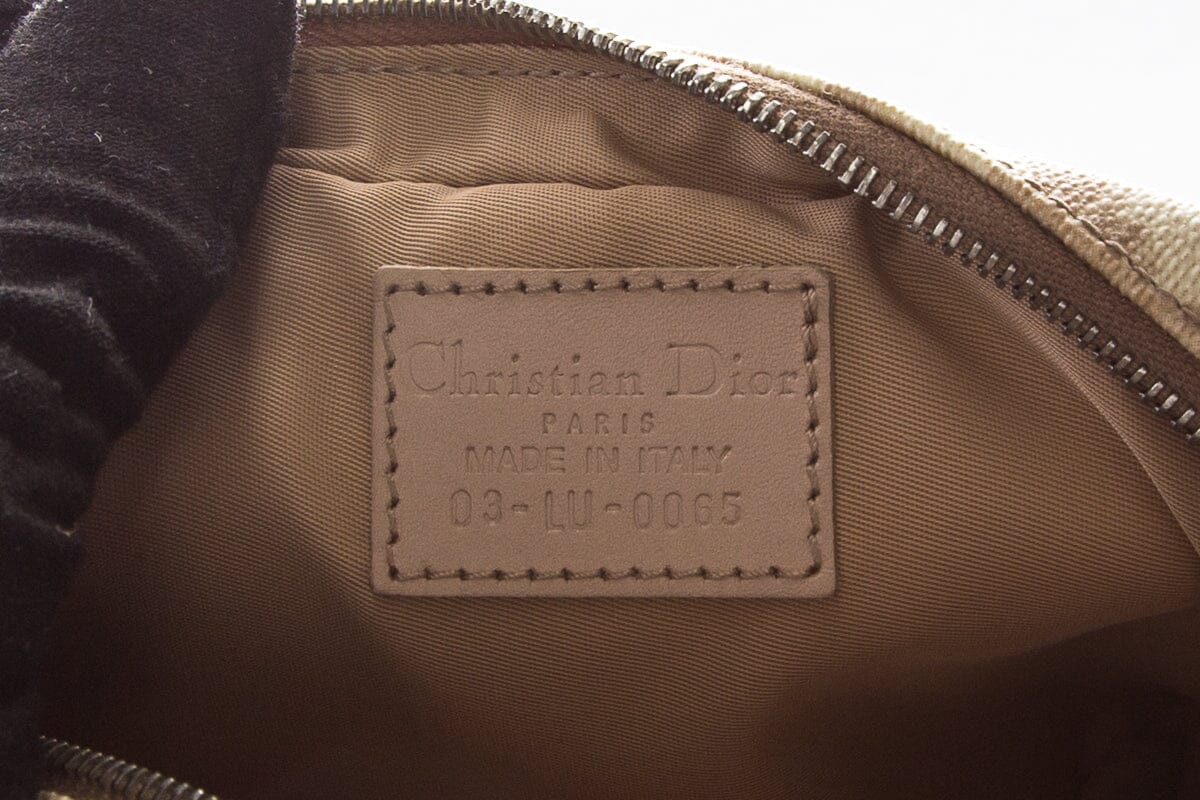 Christian Dior
PARIS
MADE IN ITALY
03-LU-0065